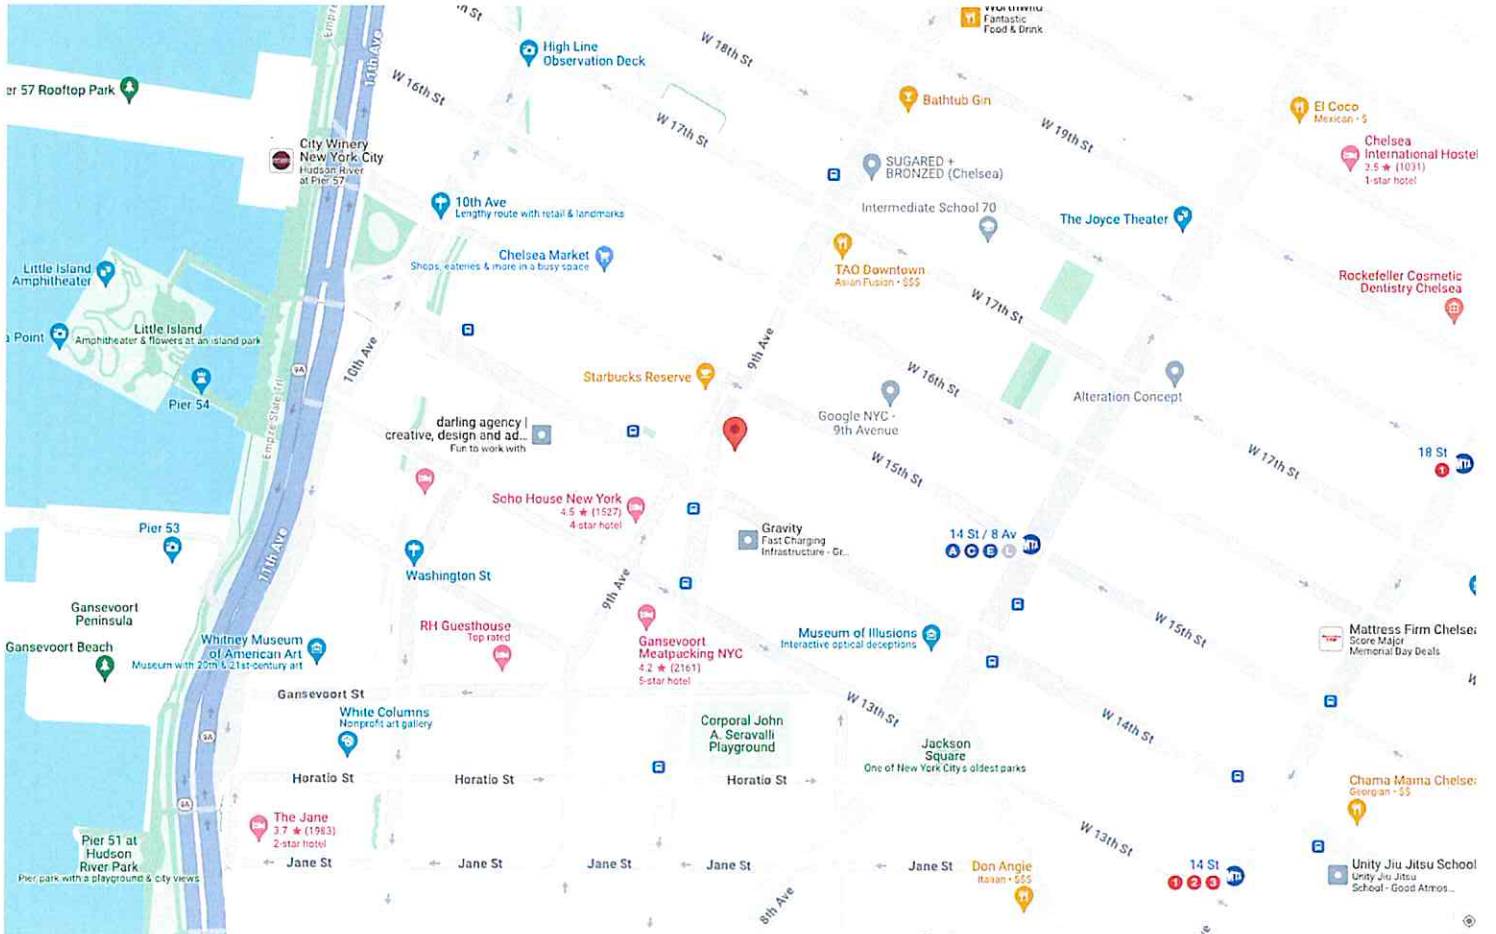 Empire
11th Ave
n St
W 18th St
Worthwild
Fantastic
Food & Drink
High Line
Observation Deck
W 16th St
er 57 Rooftop Park
Bathtub Gin
El Coco
Mexican • $
W 17th St
W 19th St
City Winery
New York City
Hudson River
at Pier 57
Chelsea
International Hostel
2.5 ★ (1031)
1-star hotel
SUGARED +
BRONZED (Chelsea)
10th Ave
Lengthy route with retail & landmarks
Intermediate School 70
The Joyce Theater
Chelsea Market
Shops, eateries & more in a busy space
Little Island
Amphitheater
TAO Downtown
Asian Fusion • $$$
Rockefeller Cosmetic
Dentistry Chelsea
W 17th St
Little Island
Amphitheater & flowers at an island park
a Point
10th Ave
9th Ave
9A
Starbucks Reserve
W 16th St
Pier 54
Empire State Trl
Google NYC -
9th Avenue
Alteration Concept
darling agency |
creative, design and ad...
Fun to work with
W 15th St
W 17th St
18 St
1
Soho House New York
4.5 ★ (1527)
4-star hotel
Pier 53
11th Ave
Gravity
Fast Charging
Infrastructure - Gr...
14 St / 8 Av
A C E L
Washington St
9th Ave
Gansevoort
Peninsula
RH Guesthouse
Top rated
W 15th St
Gansevoort Beach
Whitney Museum
of American Art
Museum with 20th & 21st-century art
Gansevoort
Meatpacking NYC
4.2 ★ (2161)
5-star hotel
Museum of Illusions
Interactive optical deceptions
Mattress Firm Chelsea
Score Major
Memorial Day Deals
W
Gansevoort St
White Columns
Nonprofit art gallery
W 13th St
W 14th St
Corporal John
A. Seravalli
Playground
9A
Jackson
Square
One of New York City's oldest parks
Horatio St
Horatio St
Horatio St
Chama Mama Chelsea
Georgian • $$
9A
The Jane
3.7 ★ (1983)
2-star hotel
W 13th St
Pier 51 at
Hudson
River Park
Pier park with a playground & city views
Jane St
Jane St
Jane St
Jane St
Jane St
Don Angie
Italian • $$$
14 St
1 2 3
Unity Jiu Jitsu School
Unity Jiu Jitsu
School - Good Atmos...
8th Ave